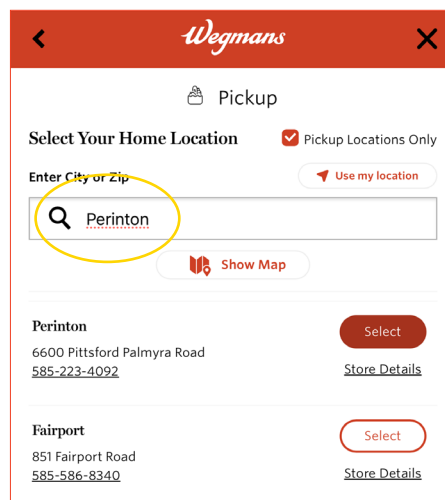 Wegmans
Pickup
Select Your Home Location
Pickup Locations Only
Enter City or Zip
Use my location
Perinton
Show Map
Perinton
Select
6600 Pittsford Palmyra Road
585-223-4092
Store Details
Fairport
Select
851 Fairport Road
585-586-8340
Store Details